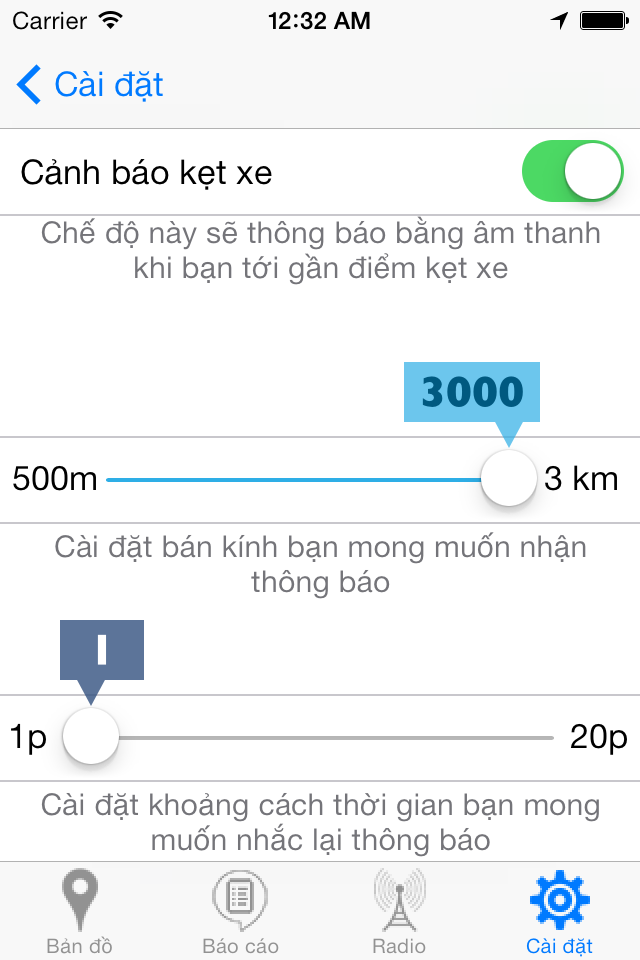 Carrier 12:32 AM
Cài đặt
Cảnh báo kẹt xe
Chế độ này sẽ thông báo bằng âm thanh
khi bạn tới gần điểm kẹt xe
3000
500m 3 km
Cài đặt bán kính bạn mong muốn nhận
thông báo
1
1p 20p
Cài đặt khoảng cách thời gian bạn mong
muốn nhắc lại thông báo
Bản đồ Báo cáo Radio Cài đặt